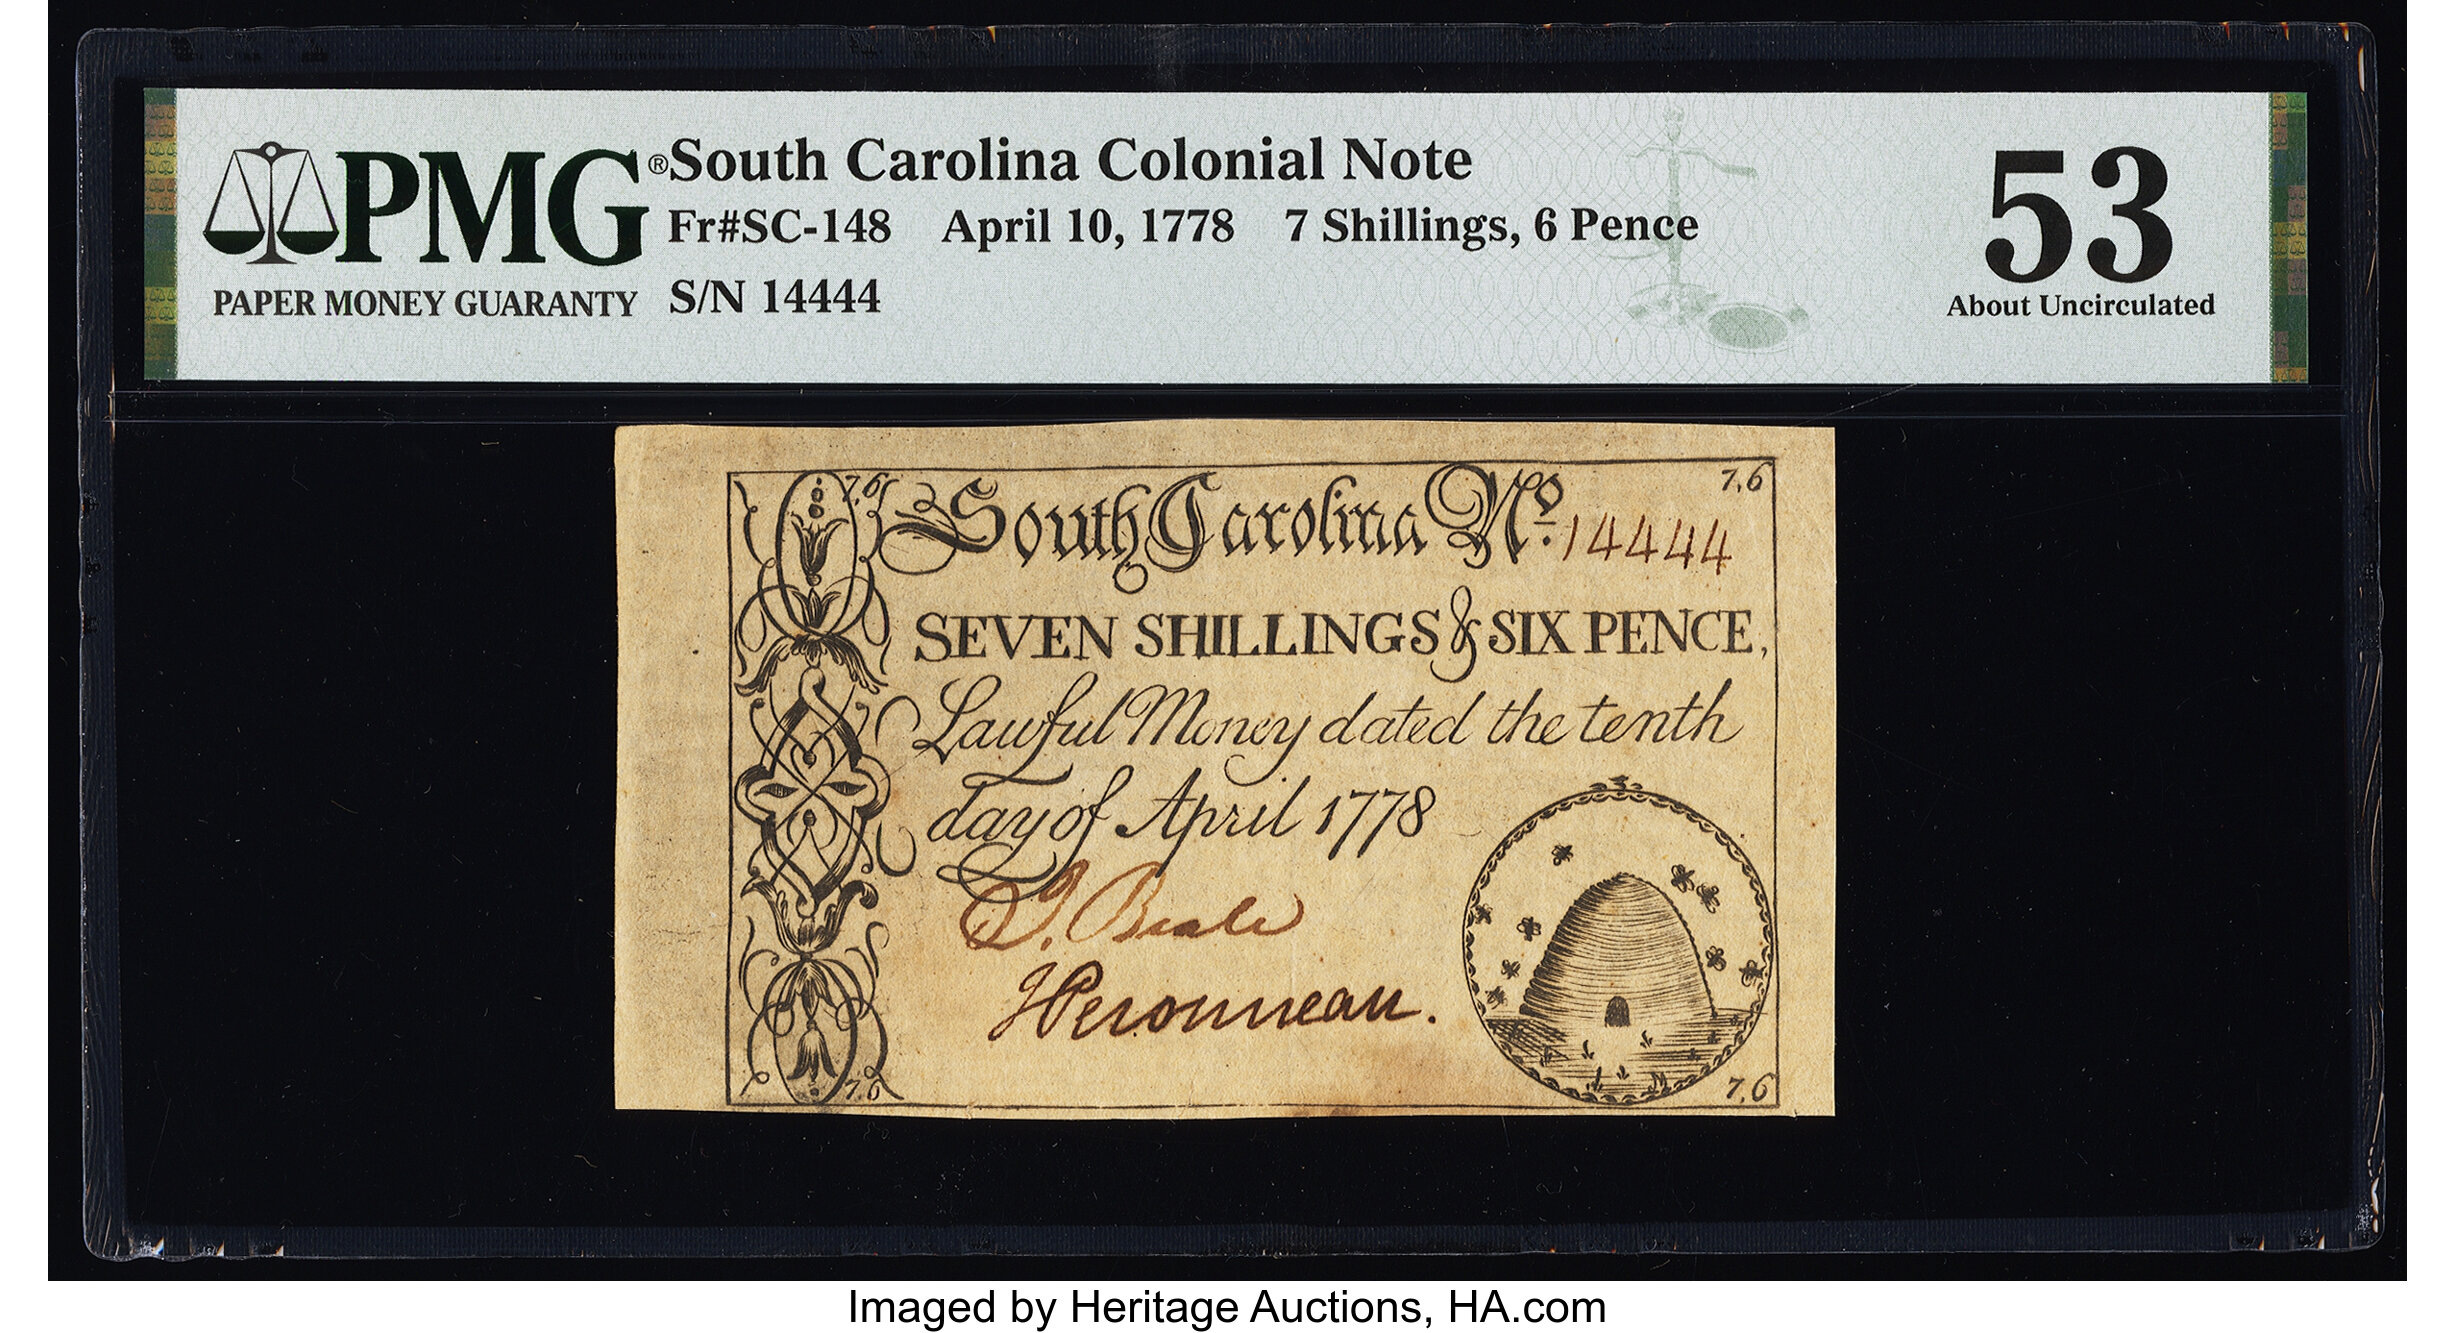 PMG®
PAPER MONEY GUARANTY
South Carolina Colonial Note
Fr#SC-148 April 10, 1778 7 Shillings, 6 Pence
S/N 14444
53
About Uncirculated
7,6 7,6
South Carolina No. 14444
SEVEN SHILLINGS & SIX PENCE,
Lawful Money dated the tenth
day of April 1778
J. Beale
HPeronneau.
7,6 7,6
Imaged by Heritage Auctions, HA.com